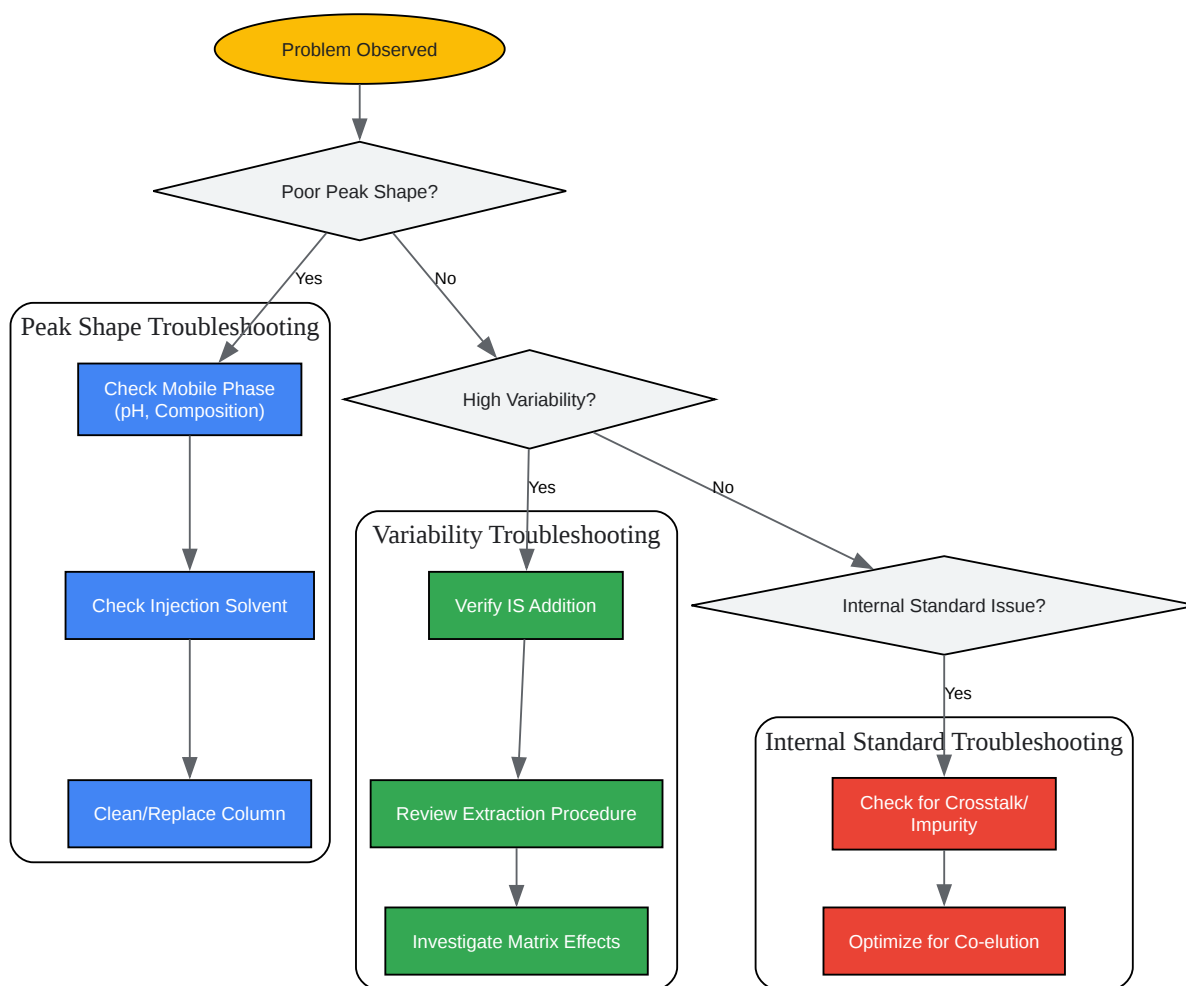 Problem Observed
Poor Peak Shape?
Yes
No
Peak Shape Troubleshooting
Check Mobile Phase
(pH, Composition)
High Variability?
Yes
No
Variability Troubleshooting
Check Injection Solvent
Verify IS Addition
Internal Standard Issue?
Yes
Internal Standard Troubleshooting
Clean/Replace Column
Review Extraction Procedure
Check for Crosstalk/
Impurity
Investigate Matrix Effects
Optimize for Co-elution